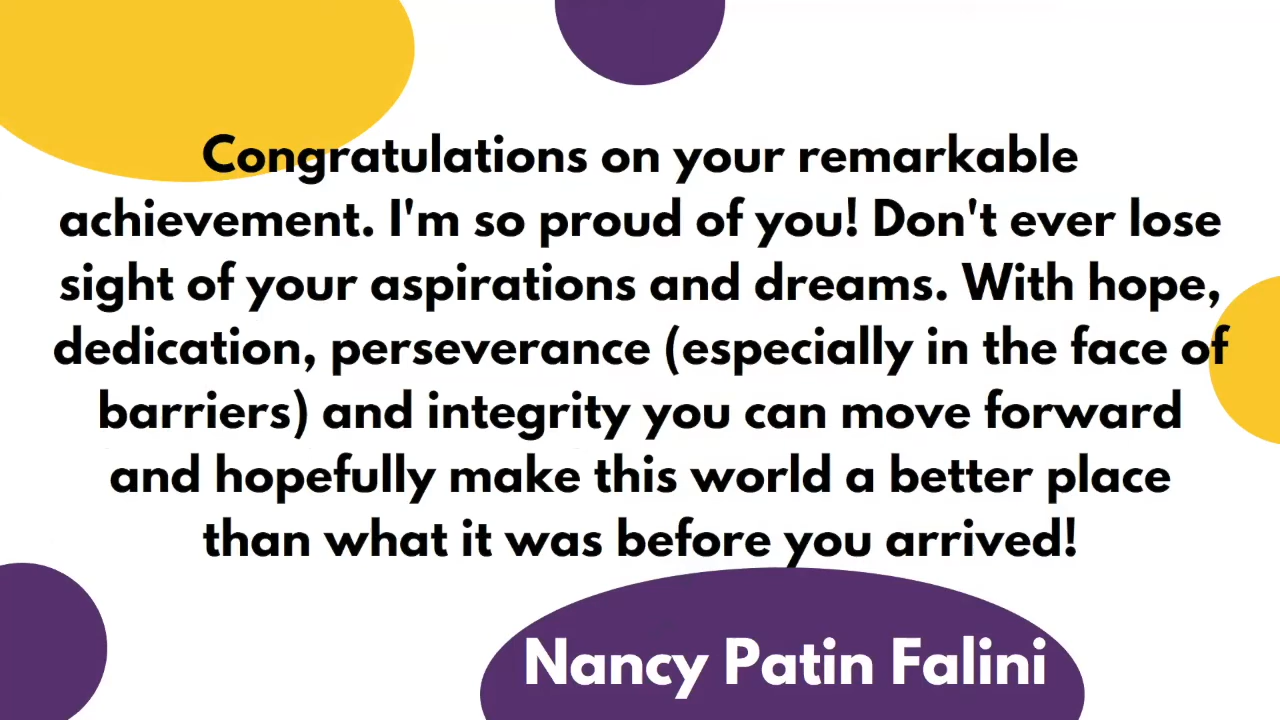 Congratulations on your remarkable
achievement. I'm so proud of you! Don't ever lose
sight of your aspirations and dreams. With hope,
dedication, perseverance (especially in the face of
barriers) and integrity you can move forward
and hopefully make this world a better place
than what it was before you arrived!
Nancy Patin Falini